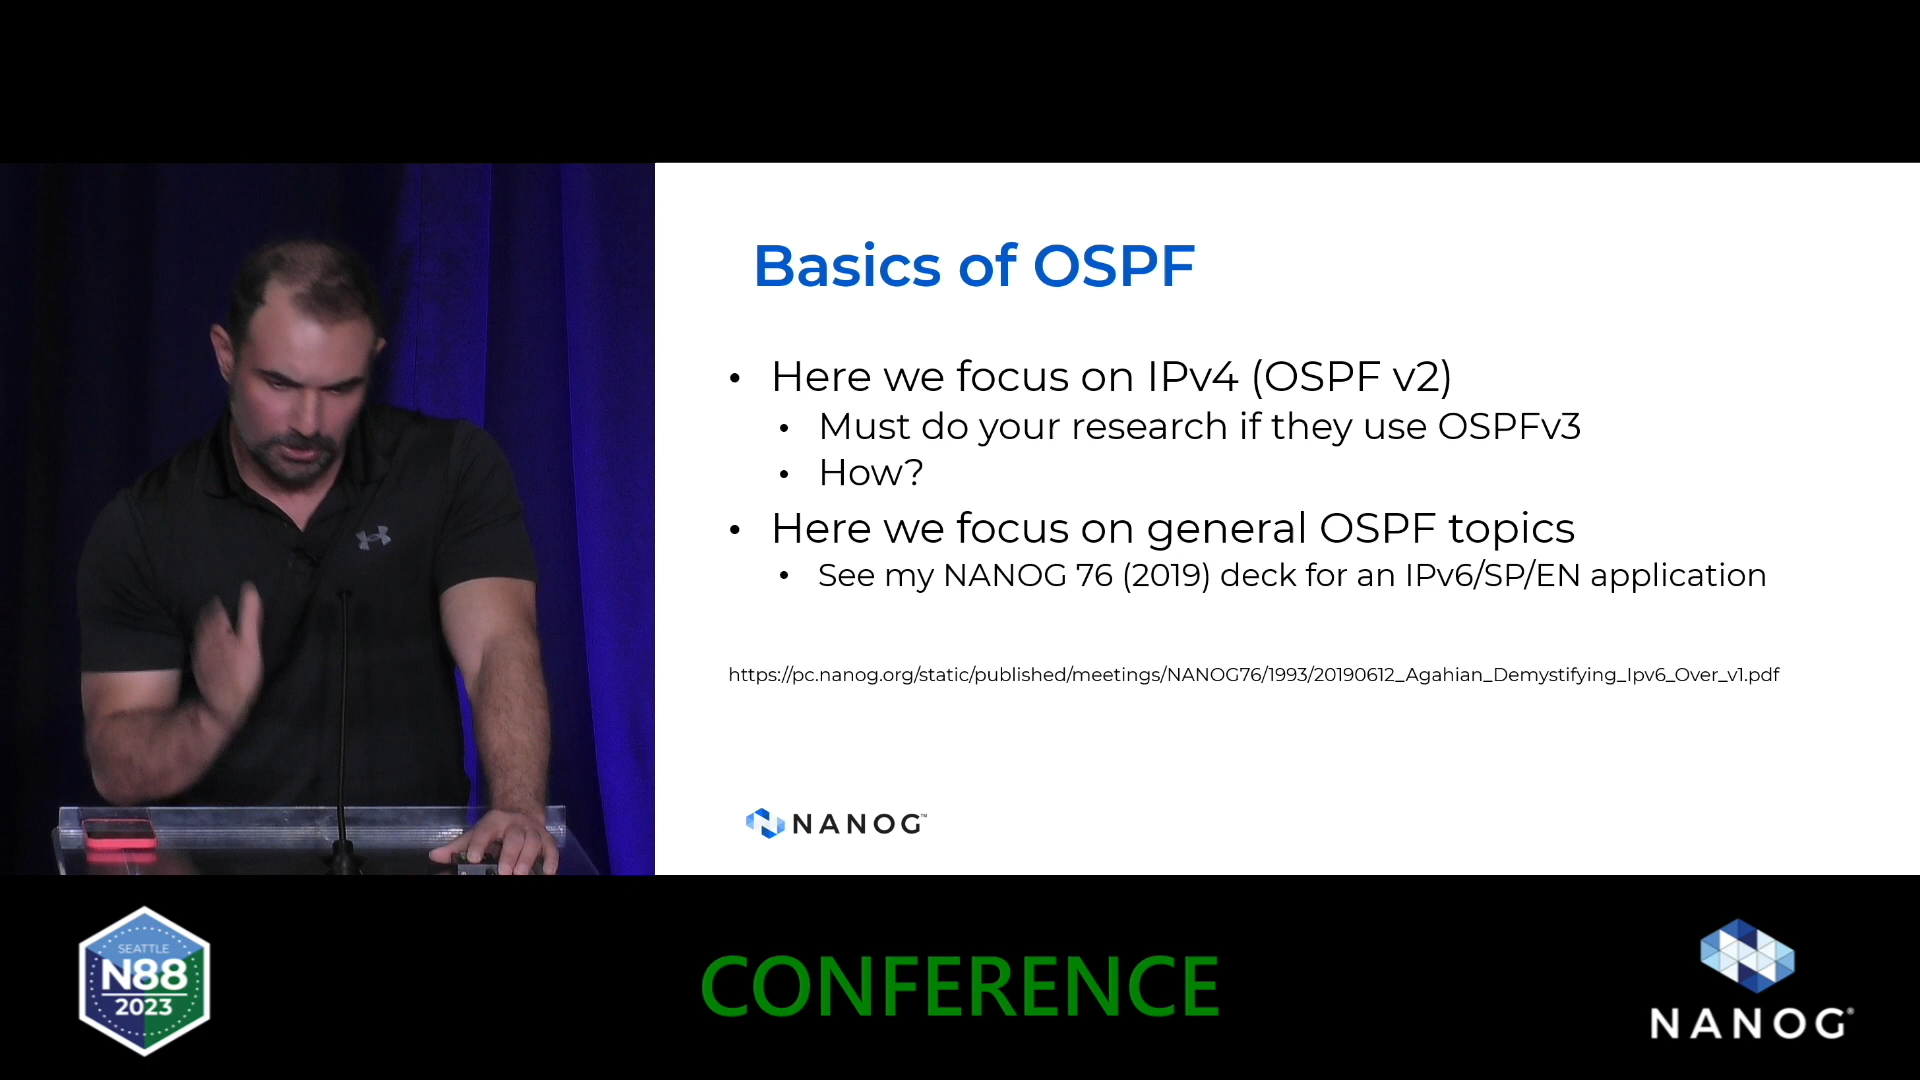 Basics of OSPF
• Here we focus on IPv4 (OSPF v2)
• Must do your research if they use OSPFv3
• How?
• Here we focus on general OSPF topics
• See my NANOG 76 (2019) deck for an IPv6/SP/EN application
https://pc.nanog.org/static/published/meetings/NANOG76/1993/20190612_Agahian_Demystifying_Ipv6_Over_v1.pdf
NANOG™
SEATTLE
N88
2023
CONFERENCE
NANOG®